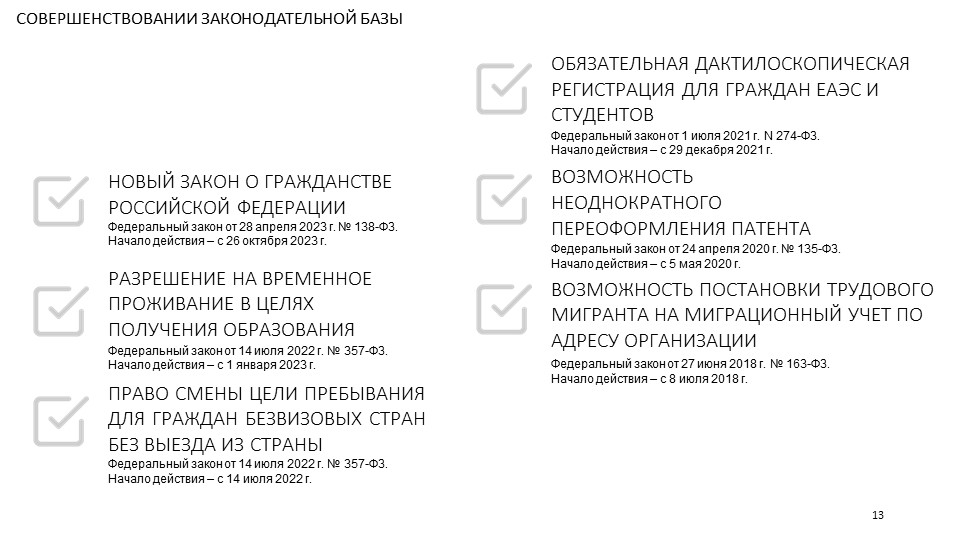 СОВЕРШЕНСТВОВАНИИ ЗАКОНОДАТЕЛЬНОЙ БАЗЫ
НОВЫЙ ЗАКОН О ГРАЖДАНСТВЕ
РОССИЙСКОЙ ФЕДЕРАЦИИ
Федеральный закон от 28 апреля 2023 г. № 138-ФЗ.
Начало действия – с 26 октября 2023 г.
РАЗРЕШЕНИЕ НА ВРЕМЕННОЕ
ПРОЖИВАНИЕ В ЦЕЛЯХ
ПОЛУЧЕНИЯ ОБРАЗОВАНИЯ
Федеральный закон от 14 июля 2022 г. № 357-ФЗ.
Начало действия – с 1 января 2023 г.
ПРАВО СМЕНЫ ЦЕЛИ ПРЕБЫВАНИЯ
ДЛЯ ГРАЖДАН БЕЗВИЗОВЫХ СТРАН
БЕЗ ВЫЕЗДА ИЗ СТРАНЫ
Федеральный закон от 14 июля 2022 г. № 357-ФЗ.
Начало действия – с 14 июля 2022 г.
ОБЯЗАТЕЛЬНАЯ ДАКТИЛОСКОПИЧЕСКАЯ
РЕГИСТРАЦИЯ ДЛЯ ГРАЖДАН ЕАЭС И
СТУДЕНТОВ
Федеральный закон от 1 июля 2021 г. N 274-ФЗ.
Начало действия – с 29 декабря 2021 г.
ВОЗМОЖНОСТЬ
НЕОДНОКРАТНОГО
ПЕРЕОФОРМЛЕНИЯ ПАТЕНТА
Федеральный закон от 24 апреля 2020 г. № 135-ФЗ.
Начало действия – с 5 мая 2020 г.
ВОЗМОЖНОСТЬ ПОСТАНОВКИ ТРУДОВОГО
МИГРАНТА НА МИГРАЦИОННЫЙ УЧЕТ ПО
АДРЕСУ ОРГАНИЗАЦИИ
Федеральный закон от 27 июня 2018 г. № 163-ФЗ.
Начало действия – с 8 июля 2018 г.
13